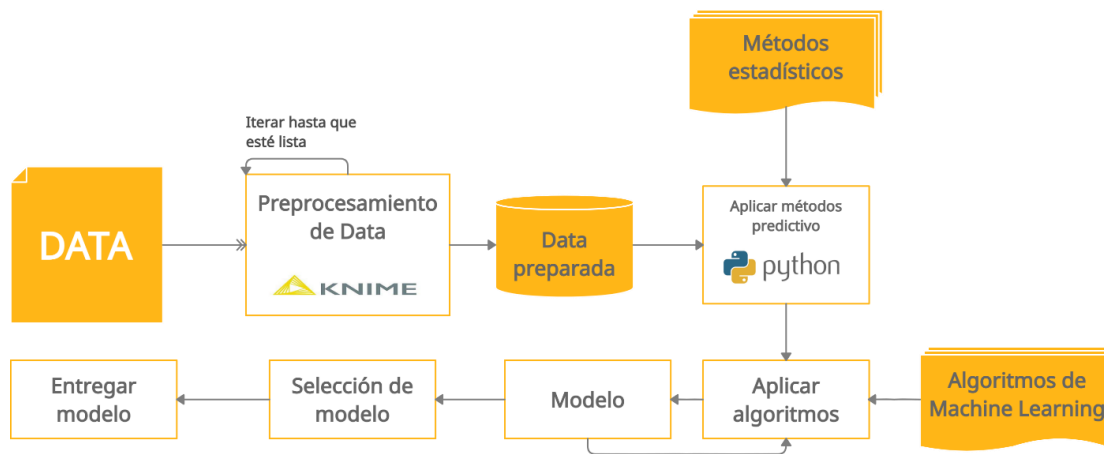 Métodos
estadísticos
Iterar hasta que
esté lista
DATA
Preprocesamiento
de Data
KNIME
Data
preparada
Aplicar métodos
predictivo
python
Entregar
modelo
Selección de
modelo
Modelo
Aplicar
algoritmos
Algoritmos de
Machine Learning